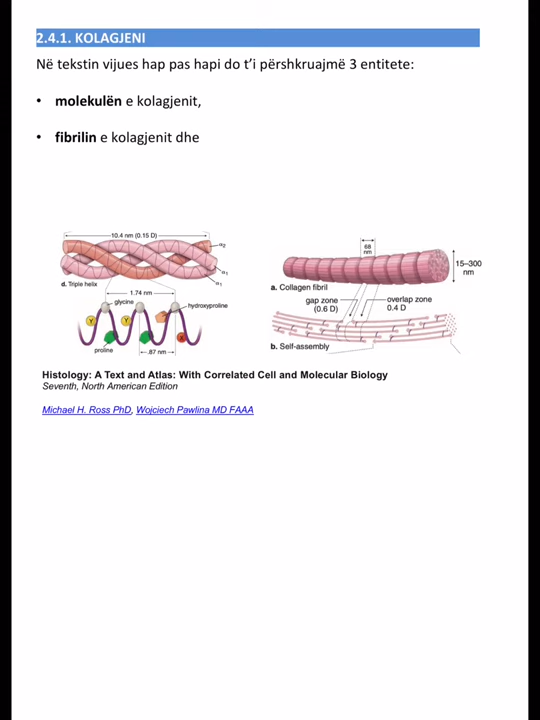 2.4.1. KOLAGJENI
Në tekstin vijues hap pas hapi do t'i përshkruajmë 3 entitete:
• molekulën e kolagjenit,
• fibrilin e kolagjenit dhe
10.4 nm (0.15 D)
α2
α1
α1
d. Triple helix
1.74 nm
glycine
hydroxyproline
Y
Y
X
proline
.87 nm
68
nm
15–300
nm
a. Collagen fibril
gap zone
(0.6 D)
overlap zone
0.4 D
b. Self-assembly
Histology: A Text and Atlas: With Correlated Cell and Molecular Biology
Seventh, North American Edition
Michael H. Ross PhD, Wojciech Pawlina MD FAAA